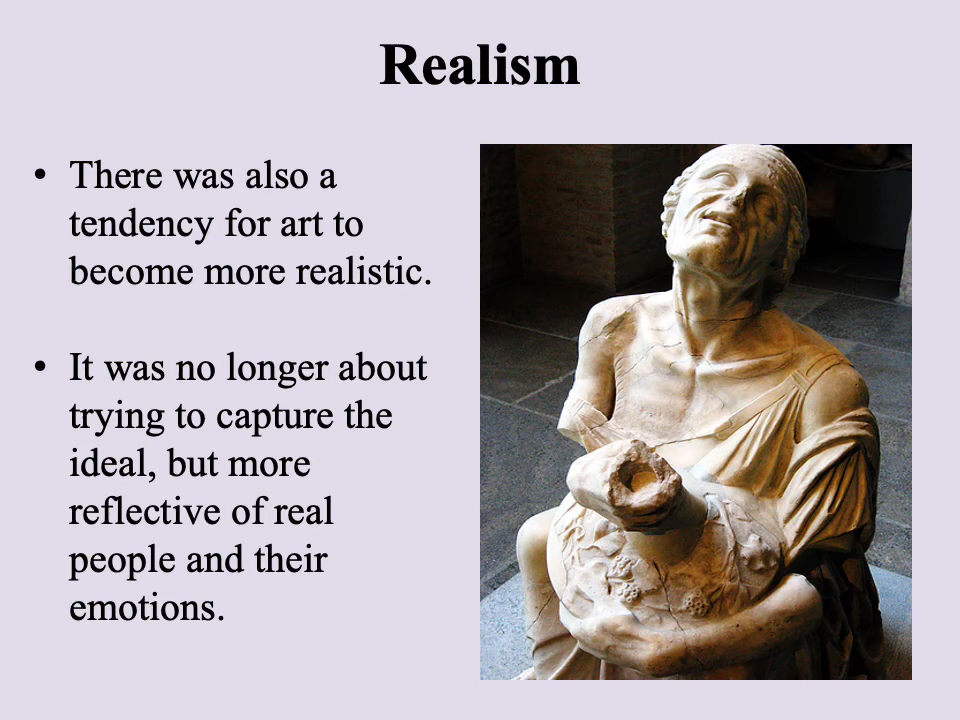 Realism
• There was also a
tendency for art to
become more realistic.
• It was no longer about
trying to capture the
ideal, but more
reflective of real
people and their
emotions.